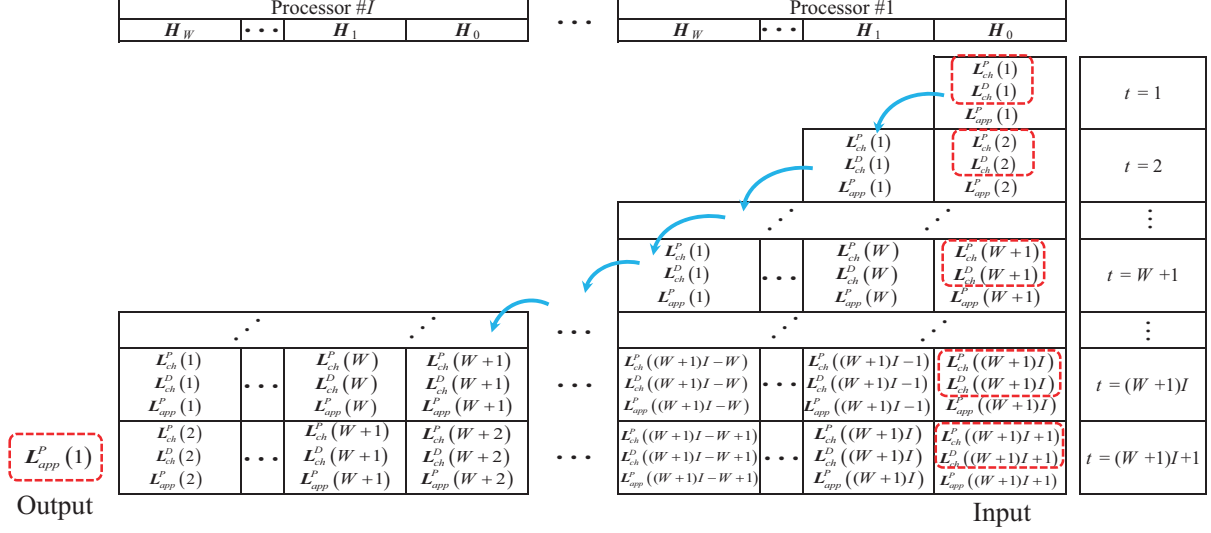 Processor #I ··· Processor #1
H_W ··· H_1 H_0 H_W ··· H_1 H_0
L^P_ch(1)
L^D_ch(1) t = 1
L^P_app(1)
L^P_ch(1) L^P_ch(2)
L^D_ch(1) L^D_ch(2) t = 2
L^P_app(1) L^P_app(2)
⋰ ⋰ ⋮
L^P_ch(1) L^P_ch(W) L^P_ch(W+1)
L^D_ch(1) ··· L^D_ch(W) L^D_ch(W+1) t = W+1
L^P_app(1) L^P_app(W) L^P_app(W+1)
⋰ ⋰ ··· ⋰ ⋰ ⋮
L^P_ch(1) L^P_ch(W) L^P_ch(W+1) L^P_ch((W+1)I−W) L^P_ch((W+1)I−1) L^P_ch((W+1)I)
L^D_ch(1) ··· L^D_ch(W) L^D_ch(W+1) ··· L^D_ch((W+1)I−W) ··· L^D_ch((W+1)I−1) L^D_ch((W+1)I) t = (W+1)I
L^P_app(1) L^P_app(W) L^P_app(W+1) L^P_app((W+1)I−W) L^P_app((W+1)I−1) L^P_app((W+1)I)
L^P_ch(2) L^P_ch(W+1) L^P_ch(W+2) L^P_ch((W+1)I−W+1) L^P_ch((W+1)I) L^P_ch((W+1)I+1)
L^P_app(1) L^D_ch(2) ··· L^D_ch(W+1) L^D_ch(W+2) ··· L^D_ch((W+1)I−W+1) ··· L^D_ch((W+1)I) L^D_ch((W+1)I+1) t = (W+1)I+1
L^P_app(2) L^P_app(W+1) L^P_app(W+2) L^P_app((W+1)I−W+1) L^P_app((W+1)I) L^P_app((W+1)I+1)
Output Input